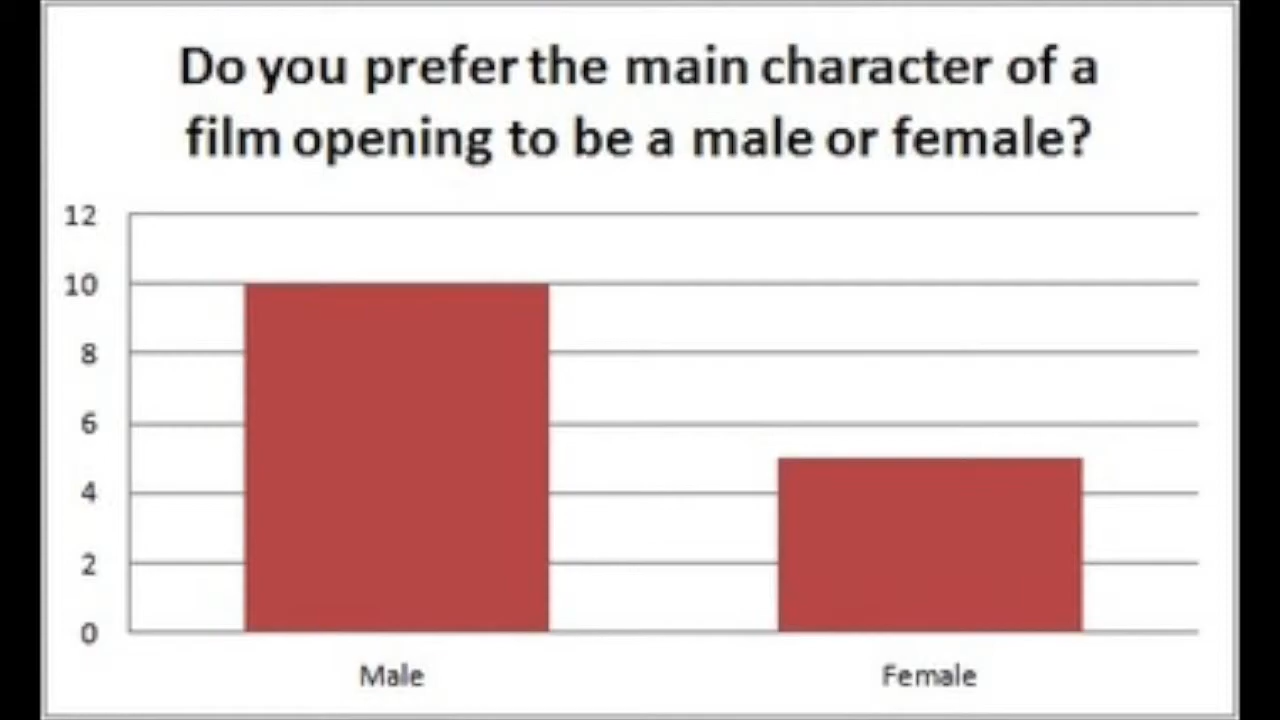 Do you prefer the main character of a
film opening to be a male or female?
12
10
8
6
4
2
0
Male
Female